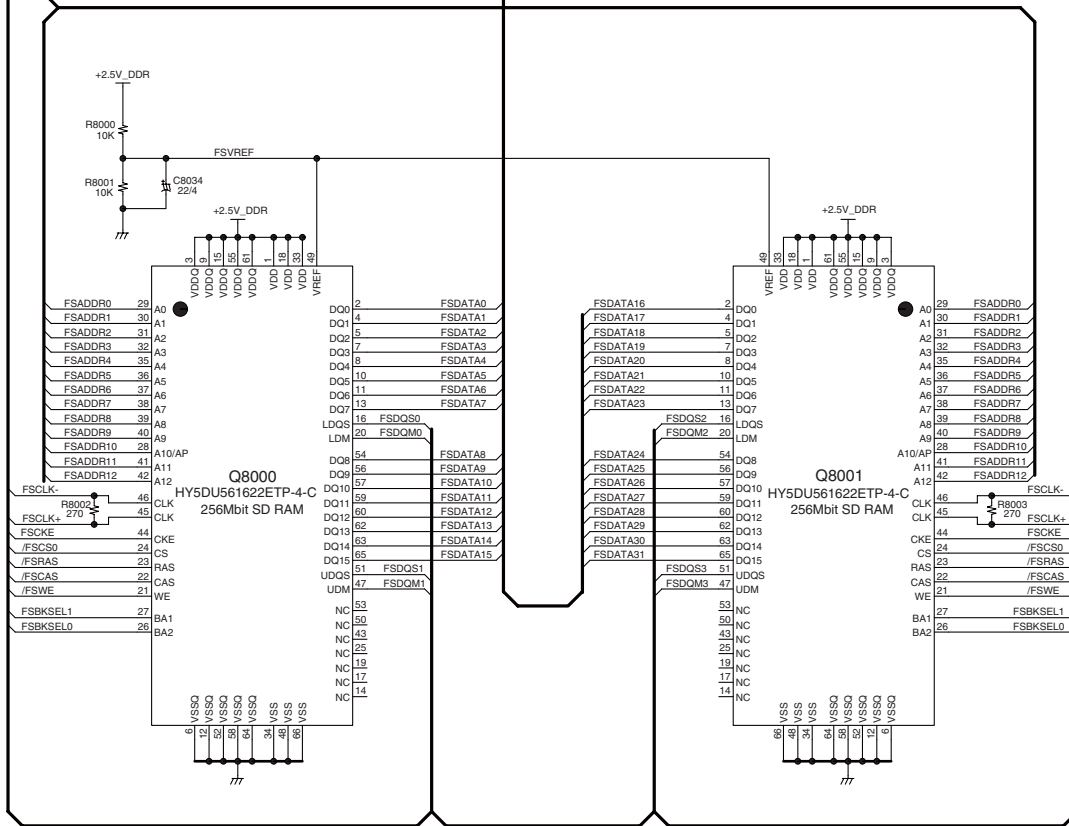 +2.5V_DDR
R8000
10K
FSVREF
R8001
10K
C8034
22/4
+2.5V_DDR
+2.5V_DDR
3 9 15 55 61 1 18 33 49
VDDQ VDDQ VDDQ VDDQ VDDQ VDD VDD VDD VREF
49 33 18 1 61 55 15 9 3
VREF VDD VDD VDD VDDQ VDDQ VDDQ VDDQ VDDQ
FSADDR0 29 A0 DQ0 2 FSDATA0
FSADDR1 30 A1 DQ1 4 FSDATA1
FSADDR2 31 A2 DQ2 5 FSDATA2
FSADDR3 32 A3 DQ3 7 FSDATA3
FSADDR4 35 A4 DQ4 8 FSDATA4
FSADDR5 36 A5 DQ5 10 FSDATA5
FSADDR6 37 A6 DQ6 11 FSDATA6
FSADDR7 38 A7 DQ7 13 FSDATA7
FSADDR8 39 A8 LDQS 16 FSDQS0
FSADDR9 40 A9 LDM 20 FSDQM0
FSADDR10 28 A10/AP
FSADDR11 41 A11 DQ8 54 FSDATA8
FSADDR12 42 A12 DQ9 56 FSDATA9
Q8000
HY5DU561622ETP-4-C
256Mbit SD RAM
DQ10 57 FSDATA10
FSCLK- 46 CLK DQ11 59 FSDATA11
R8002
270
FSCLK+ 45 CLK DQ12 60 FSDATA12
DQ13 62 FSDATA13
FSCKE 44 CKE DQ14 63 FSDATA14
/FSCS0 24 CS DQ15 65 FSDATA15
/FSRAS 23 RAS UDQS 51 FSDQS1
/FSCAS 22 CAS UDM 47 FSDQM1
/FSWE 21 WE
FSBKSEL1 27 BA1
FSBKSEL0 26 BA2
NC 53
NC 50
NC 43
NC 25
NC 19
NC 17
NC 14
VSSQ VSSQ VSSQ VSSQ VSSQ VSS VSS VSS
6 12 52 58 64 34 48 66
FSDATA16 2 DQ0 A0 29 FSADDR0
FSDATA17 4 DQ1 A1 30 FSADDR1
FSDATA18 5 DQ2 A2 31 FSADDR2
FSDATA19 7 DQ3 A3 32 FSADDR3
FSDATA20 8 DQ4 A4 35 FSADDR4
FSDATA21 10 DQ5 A5 36 FSADDR5
FSDATA22 11 DQ6 A6 37 FSADDR6
FSDATA23 13 DQ7 A7 38 FSADDR7
FSDQS2 16 LDQS A8 39 FSADDR8
FSDQM2 20 LDM A9 40 FSADDR9
A10/AP 28 FSADDR10
FSDATA24 54 DQ8 A11 41 FSADDR11
FSDATA25 56 DQ9 A12 42 FSADDR12
Q8001
HY5DU561622ETP-4-C
256Mbit SD RAM
FSDATA26 57 DQ10
FSDATA27 59 DQ11 CLK 46 FSCLK-
R8003
270
FSDATA28 60 DQ12 CLK 45 FSCLK+
FSDATA29 62 DQ13
FSDATA30 63 DQ14 CKE 44 FSCKE
FSDATA31 65 DQ15 CS 24 /FSCS0
FSDQS3 51 UDQS RAS 23 /FSRAS
FSDQM3 47 UDM CAS 22 /FSCAS
WE 21 /FSWE
BA1 27 FSBKSEL1
BA2 26 FSBKSEL0
53 NC
50 NC
43 NC
25 NC
19 NC
17 NC
14 NC
VSS VSS VSS VSSQ VSSQ VSSQ VSSQ VSSQ
66 48 34 64 58 52 12 6